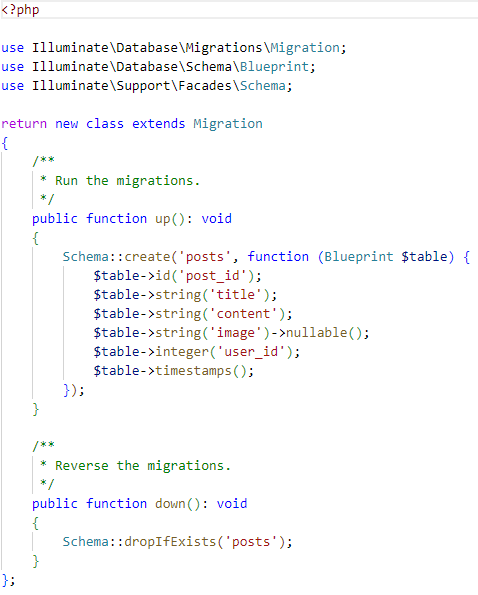 <?php
use Illuminate\Database\Migrations\Migration;
use Illuminate\Database\Schema\Blueprint;
use Illuminate\Support\Facades\Schema;
return new class extends Migration
{
    /**
     * Run the migrations.
     */
    public function up(): void
    {
        Schema::create('posts', function (Blueprint $table) {
            $table->id('post_id');
            $table->string('title');
            $table->string('content');
            $table->string('image')->nullable();
            $table->integer('user_id');
            $table->timestamps();
        });
    }
    /**
     * Reverse the migrations.
     */
    public function down(): void
    {
        Schema::dropIfExists('posts');
    }
};